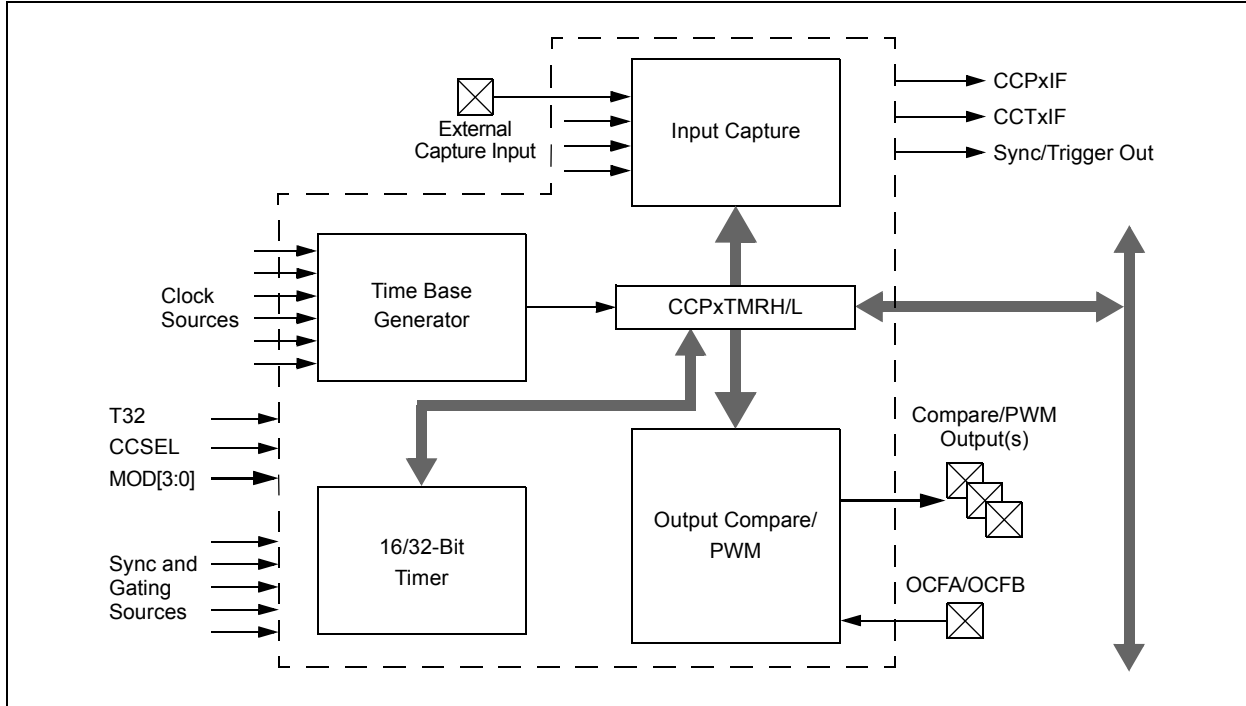 External
Capture Input
Input Capture
CCPxIF
CCTxIF
Sync/Trigger Out
Clock
Sources
Time Base
Generator
CCPxTMRH/L
T32
CCSEL
MOD[3:0]
Sync and
Gating
Sources
16/32-Bit
Timer
Output Compare/
PWM
Compare/PWM
Output(s)
OCFA/OCFB